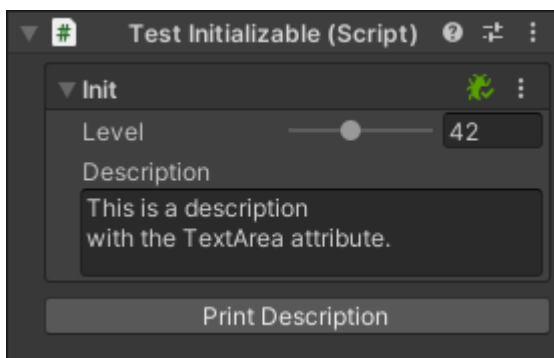 # Test Initializable (Script)
Init
Level 42
Description
This is a description
with the TextArea attribute.
Print Description